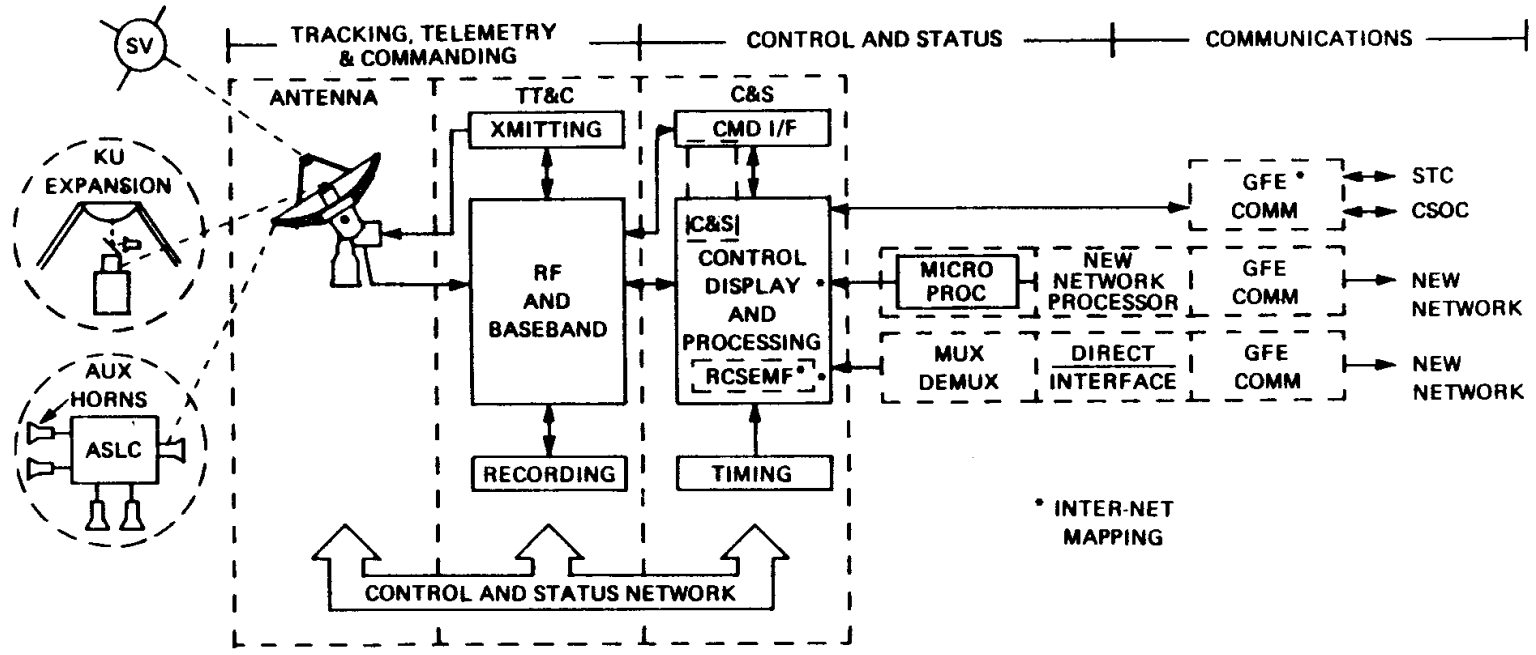 SV
TRACKING, TELEMETRY
& COMMANDING
CONTROL AND STATUS
COMMUNICATIONS
ANTENNA
TT&C
C&S
XMITTING
CMD I/F
KU
EXPANSION
GFE *
COMM
STC
CSOC
C&S
CONTROL
DISPLAY *
AND
PROCESSING
RCSEMF * *
RF
AND
BASEBAND
MICRO
PROC
NEW
NETWORK
PROCESSOR
GFE
COMM
NEW
NETWORK
MUX
DEMUX
DIRECT
INTERFACE
GFE
COMM
NEW
NETWORK
AUX
HORNS
ASLC
RECORDING
TIMING
* INTER-NET
MAPPING
CONTROL AND STATUS NETWORK